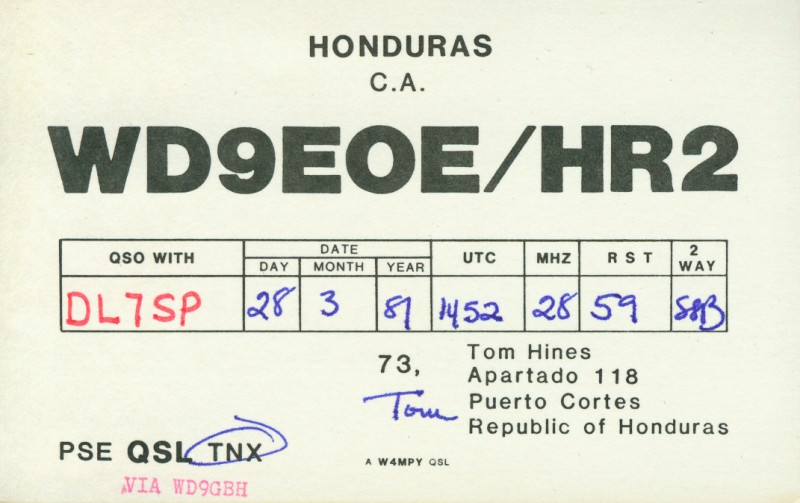 HONDURAS
C.A.
WD9EOE/HR2
QSO WITH DATE UTC MHZ RST 2 WAY
DAY MONTH YEAR
DL7SP 28 3 81 1452 28 59 SSB
73, Tom Hines
Apartado 118
Tom Puerto Cortes
Republic of Honduras
PSE QSL TNX
A W4MPY QSL
VIA WD9GBH